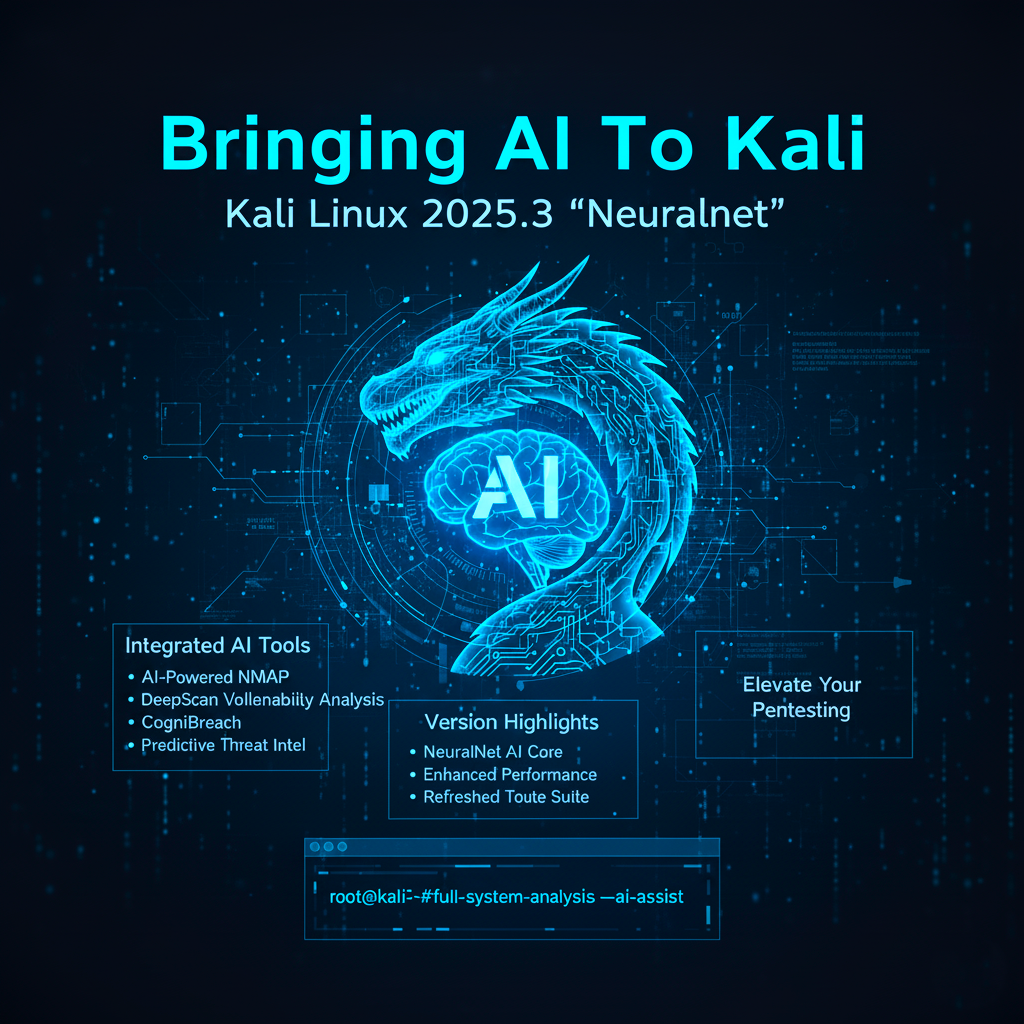 Bringing AI To Kali
Kali Linux 2025.3 “Neuralnet”
AI
Integrated AI Tools
• AI-Powered NMAP
• DeepScan Vollenabiily Analysis
• CogniBreach
• Predictive Threat Intel
Version Highlights
• NeuralNet AI Core
• Enhanced Performance
• Refreshed Toute Suite
Elevate Your
Pentesting
root@kali:~#full-system-analysis —ai-assist